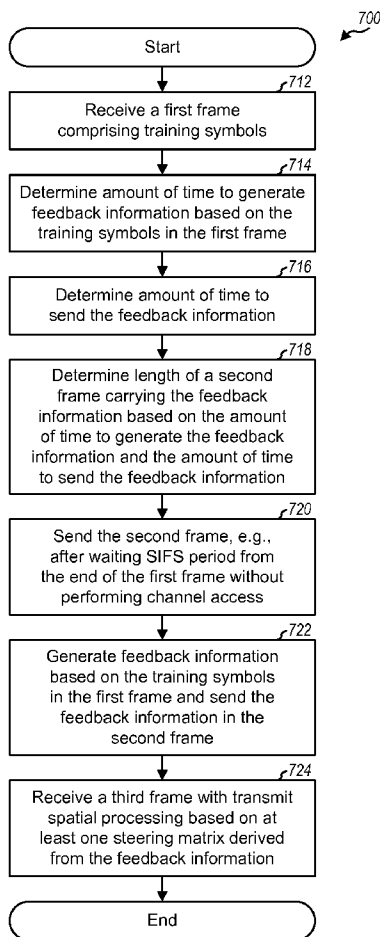 700
Start
712
Receive a first frame
comprising training symbols
714
Determine amount of time to generate
feedback information based on the
training symbols in the first frame
716
Determine amount of time to
send the feedback information
718
Determine length of a second
frame carrying the feedback
information based on the amount
of time to generate the feedback
information and the amount of time
to send the feedback information
720
Send the second frame, e.g.,
after waiting SIFS period from
the end of the first frame without
performing channel access
722
Generate feedback information
based on the training symbols
in the first frame and send the
feedback information in the
second frame
724
Receive a third frame with transmit
spatial processing based on at
least one steering matrix derived
from the feedback information
End